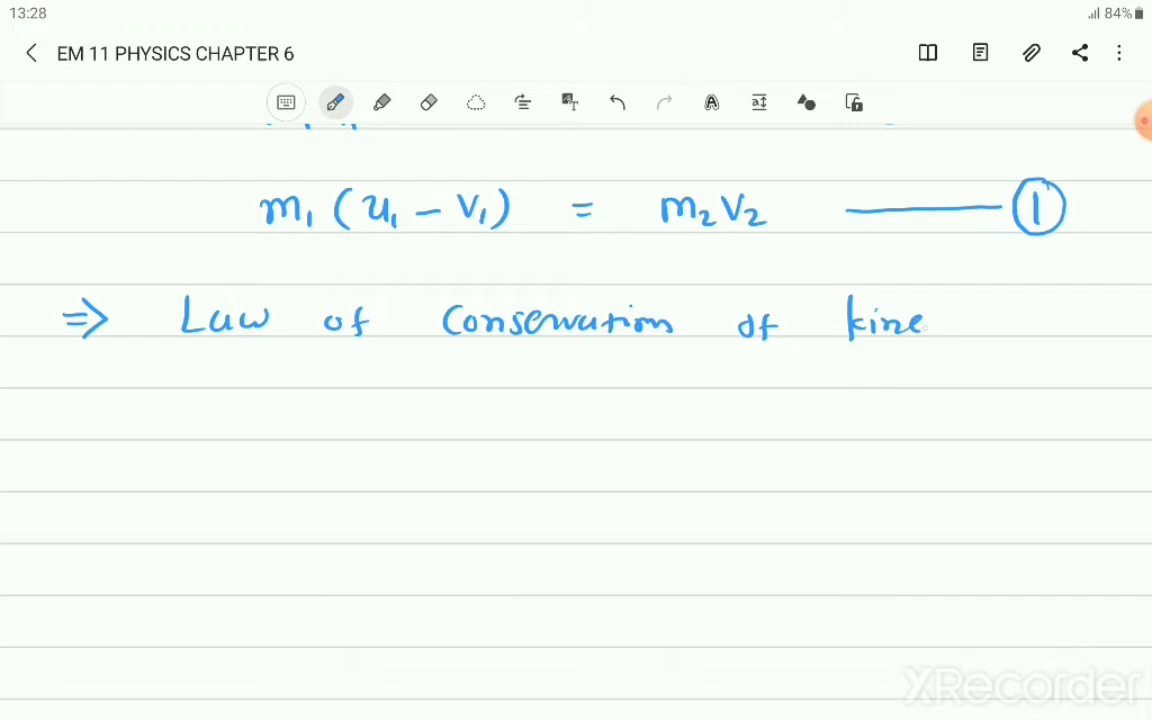 13:28 84%
EM 11 PHYSICS CHAPTER 6
m₁ (u₁ − v₁) = m₂v₂ ——— ①
⇒ Law of Conservation of kine
XRecorder